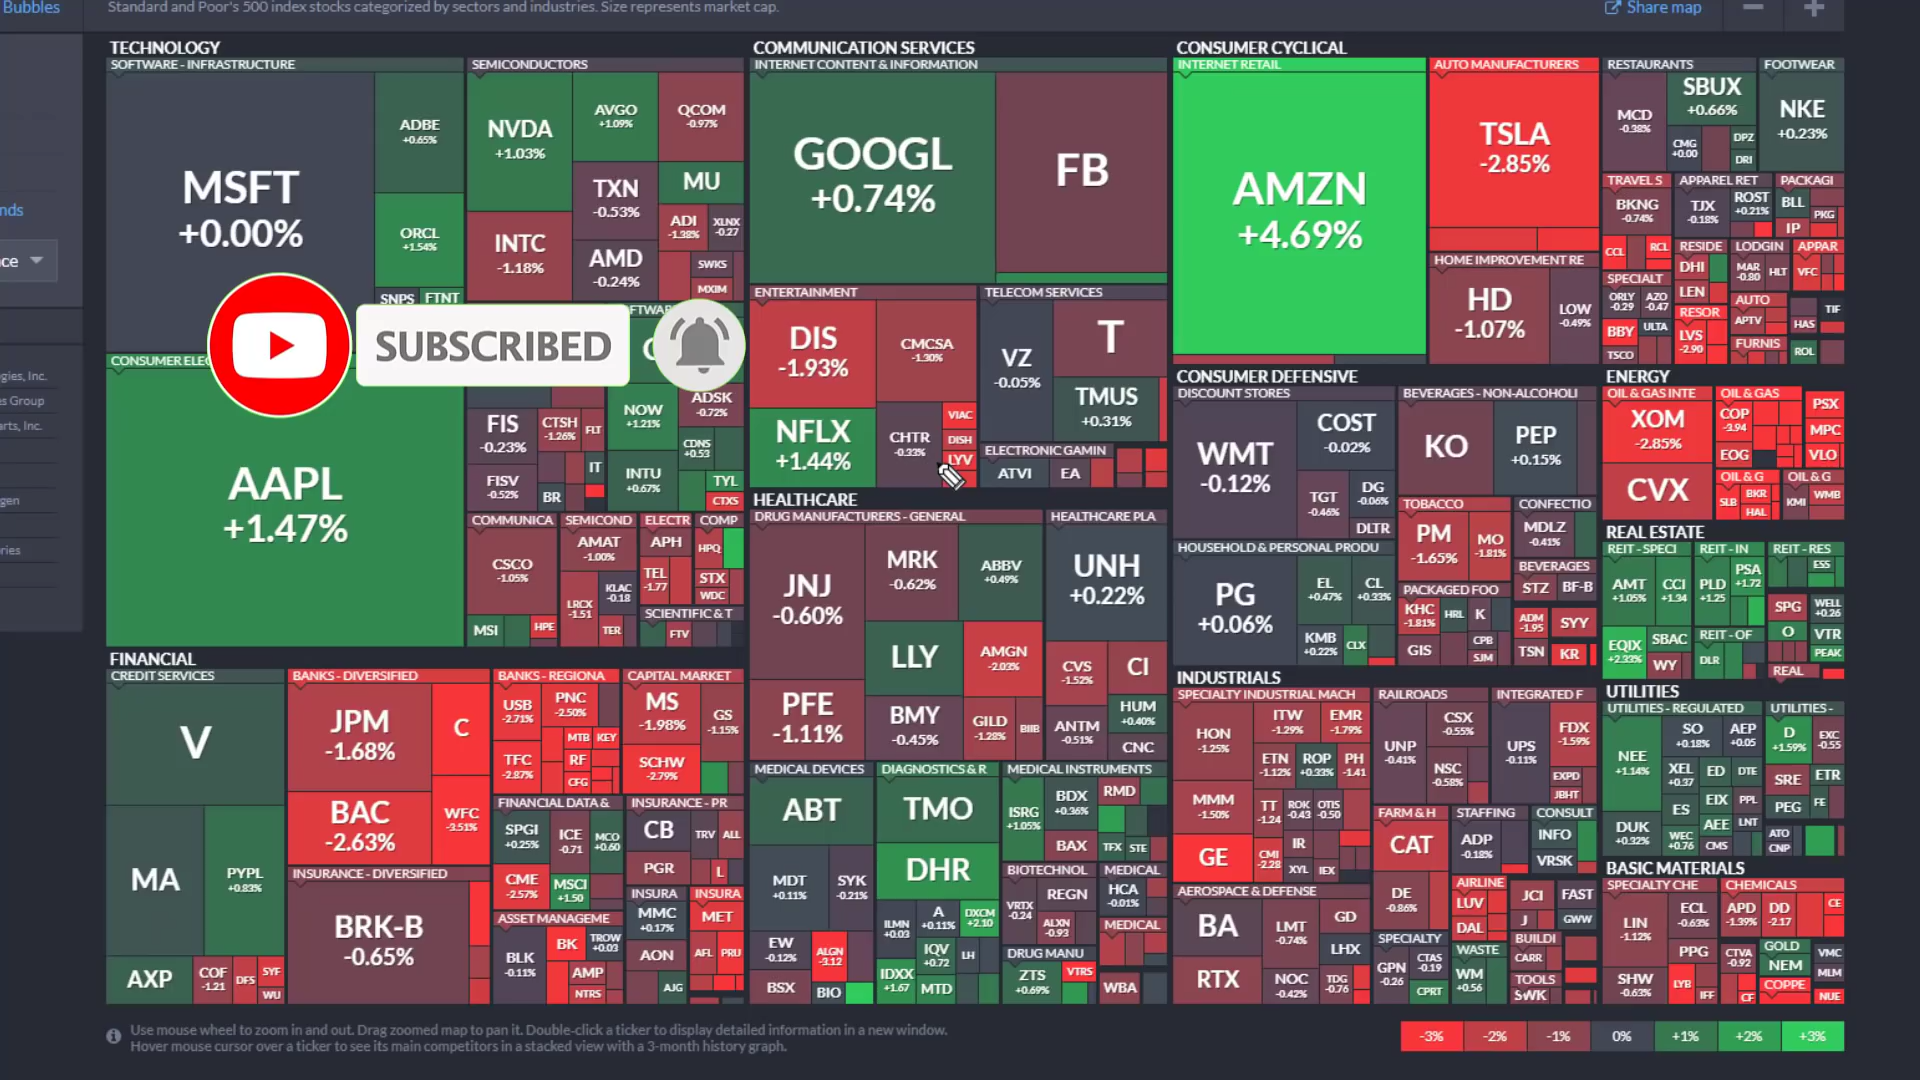 Bubbles
Standard and Poor's 500 index stocks categorized by sectors and industries. Size represents market cap.
Share map
nds
ce
gies, Inc.
es Group
arts, Inc.
gen
ories
TECHNOLOGY
SOFTWARE - INFRASTRUCTURE
MSFT
+0.00%
ADBE
+0.65%
ORCL
+1.54%
SNPS
FTNT
SEMICONDUCTORS
NVDA
+1.03%
AVGO
+1.09%
QCOM
-0.97%
INTC
-1.18%
TXN
-0.53%
MU
ADI
-1.38%
XLNX
-0.27
AMD
-0.24%
SWKS
MXIM
SUBSCRIBED
CONSUMER ELEC
AAPL
+1.47%
FIS
-0.23%
CTSH
-1.26%
FLT
FISV
-0.52%
IT
BR
NOW
+1.21%
ADSK
-0.72%
CDNS
+0.53
INTU
+0.67%
TYL
CTXS
COMMUNICA
CSCO
-1.05%
MSI
HPE
SEMICOND
AMAT
-1.00%
LRCX
-1.51
KLAC
-0.18
TER
ELECTR
APH
TEL
-1.77
COMP
HPQ
STX
WDC
SCIENTIFIC & T
FTV
COMMUNICATION SERVICES
INTERNET CONTENT & INFORMATION
GOOGL
+0.74%
FB
ENTERTAINMENT
DIS
-1.93%
CMCSA
-1.30%
NFLX
+1.44%
CHTR
-0.33%
VIAC
DISH
LYV
TELECOM SERVICES
VZ
-0.05%
T
TMUS
+0.31%
ELECTRONIC GAMIN
ATVI
EA
CONSUMER CYCLICAL
INTERNET RETAIL
AMZN
+4.69%
AUTO MANUFACTURERS
TSLA
-2.85%
HOME IMPROVEMENT RE
HD
-1.07%
LOW
-0.49%
RESTAURANTS
MCD
-0.38%
SBUX
+0.66%
CMG
+0.00
DPZ
DRI
FOOTWEAR
NKE
+0.23%
TRAVEL S
BKNG
-0.74%
CCL
RCL
APPAREL RET
TJX
-0.18%
ROST
+0.21%
PACKAGI
BLL
PKG
IP
SPECIALT
ORLY
-0.29
AZO
-0.47
BBY
ULTA
TSCO
RESIDE
DHI
LEN
LODGIN
MAR
-0.80
HLT
APPAR
VFC
RESOR
LVS
-2.90
AUTO
APTV
FURNIS
HAS
TIF
ROL
CONSUMER DEFENSIVE
DISCOUNT STORES
WMT
-0.12%
COST
-0.02%
TGT
-0.46%
DG
-0.06%
DLTR
BEVERAGES - NON-ALCOHOLI
KO
PEP
+0.15%
HOUSEHOLD & PERSONAL PRODU
PG
+0.06%
EL
+0.47%
CL
+0.33%
KMB
+0.22%
CLX
TOBACCO
PM
-1.65%
MO
-1.81%
CONFECTIO
MDLZ
-0.41%
BEVERAGES
STZ
BF-B
PACKAGED FOO
KHC
-1.81%
HRL
K
GIS
CPB
SJM
ADM
-1.95
SYY
TSN
KR
ENERGY
OIL & GAS INTE
XOM
-2.85%
CVX
OIL & GAS
COP
-3.94
EOG
PSX
MPC
VLO
OIL & G
SLB
BKR
HAL
OIL & G
KMI
WMB
REAL ESTATE
REIT - SPECI
AMT
+1.05%
CCI
+1.34
EQIX
+2.33%
SBAC
WY
REIT - IN
PLD
+1.25
PSA
+1.72
REIT - OF
DLR
REIT - RES
ESS
SPG
WELL
+0.26
O
VTR
PEAK
REAL
FINANCIAL
CREDIT SERVICES
V
MA
PYPL
+0.83%
AXP
COF
-1.21
DFS
SYF
WU
BANKS - DIVERSIFIED
JPM
-1.68%
C
BAC
-2.63%
WFC
-3.51%
INSURANCE - DIVERSIFIED
BRK-B
-0.65%
BANKS - REGIONA
USB
-2.71%
PNC
-2.50%
TFC
-2.87%
MTB
KEY
RF
CFG
CAPITAL MARKET
MS
-1.98%
GS
-1.15%
SCHW
-2.79%
FINANCIAL DATA &
SPGI
+0.25%
ICE
-0.71
MCO
+0.60
CME
-2.57%
MSCI
+1.50
INSURANCE - PR
CB
TRV
ALL
PGR
L
ASSET MANAGEME
BLK
-0.11%
BK
TROW
+0.03
AMP
NTRS
INSURA
MMC
+0.17%
AON
AJG
INSURA
MET
AFL
PRU
HEALTHCARE
DRUG MANUFACTURERS - GENERAL
JNJ
-0.60%
MRK
-0.62%
ABBV
+0.49%
PFE
-1.11%
LLY
AMGN
-2.03%
BMY
-0.45%
GILD
-1.28%
BIIB
HEALTHCARE PLA
UNH
+0.22%
CVS
-1.52%
CI
ANTM
-0.51%
HUM
+0.40%
CNC
MEDICAL DEVICES
ABT
MDT
+0.11%
SYK
-0.21%
EW
-0.12%
ALGN
-3.12
BSX
BIO
DIAGNOSTICS & R
TMO
DHR
ILMN
+0.03
A
+0.11%
DXCM
+2.10
IQV
+0.72
LH
IDXX
+1.67
MTD
MEDICAL INSTRUMENTS
ISRG
+1.05%
BDX
+0.36%
RMD
BAX
TFX
STE
BIOTECHNOL
VRTX
-0.24
REGN
ALXN
-0.93
MEDICAL
HCA
-0.01%
MEDICAL
DRUG MANU
ZTS
+0.69%
VTRS
WBA
INDUSTRIALS
SPECIALTY INDUSTRIAL MACH
HON
-1.25%
ITW
-1.29%
EMR
-1.79%
ETN
-1.12%
ROP
+0.33%
PH
-1.41
MMM
-1.50%
TT
-1.24
ROK
-0.43
OTIS
-0.50
GE
CMI
-2.28
IR
XYL
IEX
RAILROADS
UNP
-0.41%
CSX
-0.55%
NSC
-0.58%
INTEGRATED F
UPS
-0.11%
FDX
-1.59%
EXPD
JBHT
AEROSPACE & DEFENSE
BA
LMT
-0.74%
GD
LHX
RTX
NOC
-0.42%
TDG
-0.76
FARM & H
CAT
DE
-0.86%
STAFFING
ADP
-0.18%
CONSULT
INFO
VRSK
AIRLINE
LUV
DAL
JCI
J
FAST
GWW
SPECIALTY
GPN
-0.26
CTAS
-0.19
CPRT
WASTE
WM
+0.56
BUILDI
CARR
TOOLS
SWK
UTILITIES
UTILITIES - REGULATED
NEE
+1.14%
SO
+0.18%
AEP
+0.05
XEL
+0.37
ED
DTE
ES
EIX
PPL
DUK
+0.32%
WEC
+0.76
AEE
LNT
CMS
UTILITIES -
D
+1.59%
EXC
-0.55
SRE
ETR
PEG
FE
ATO
CNP
BASIC MATERIALS
SPECIALTY CHE
LIN
-1.12%
ECL
-0.63%
PPG
SHW
-0.63%
LYB
IFF
CHEMICALS
APD
-1.39%
DD
-2.17
CE
CTVA
-0.92
CF
GOLD
NEM
COPPE
VMC
MLM
NUE
Use mouse wheel to zoom in and out. Drag zoomed map to pan it. Double-click a ticker to display detailed information in a new window.
Hover mouse cursor over a ticker to see its main competitors in a stacked view with a 3-month history graph.
-3%
-2%
-1%
0%
+1%
+2%
+3%